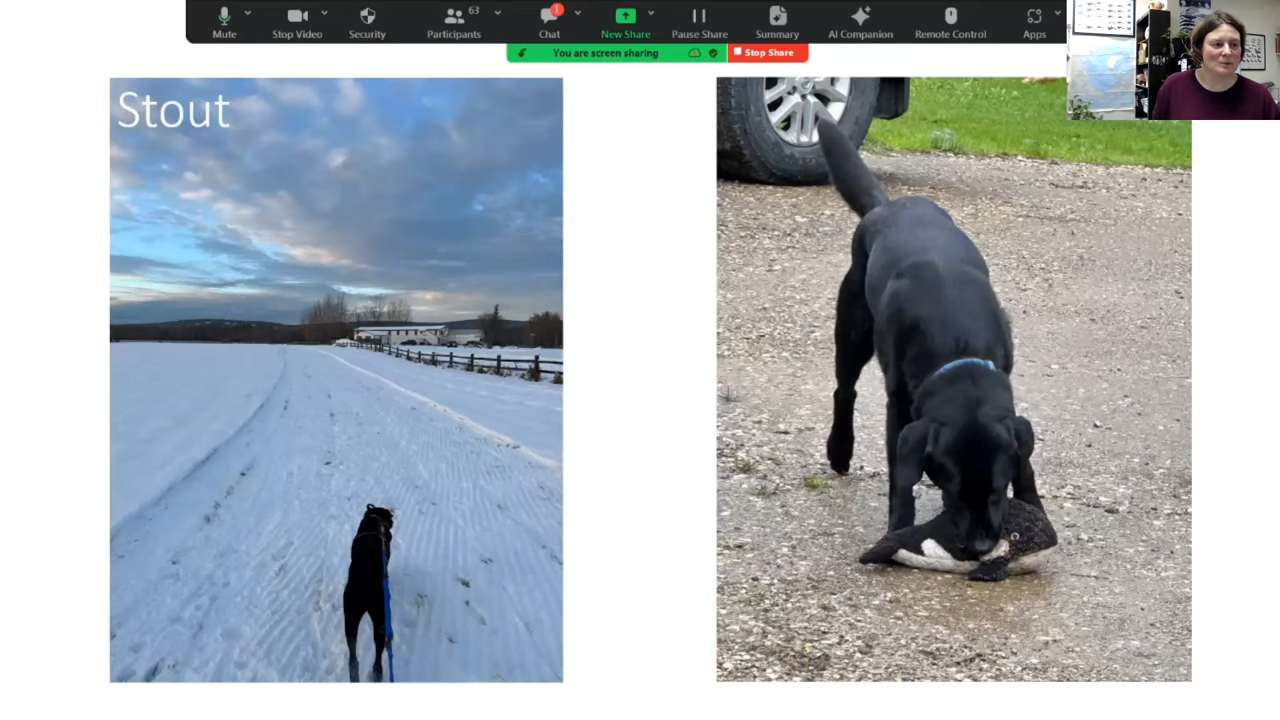 63
1
Mute
Stop Video
Security
Participants
Chat
New Share
Pause Share
Summary
AI Companion
Remote Control
Apps
You are screen sharing
Stop Share
Stout